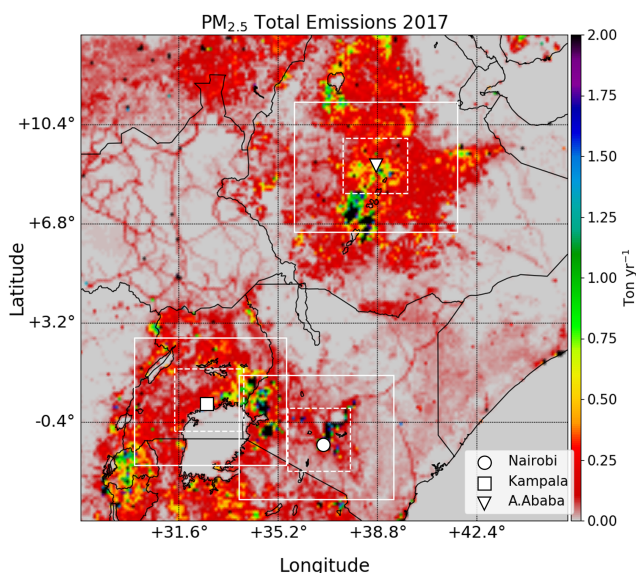 PM2.5 Total Emissions 2017
+10.4°
+6.8°
+3.2°
-0.4°
Latitude
+31.6°
+35.2°
+38.8°
+42.4°
Longitude
Nairobi
Kampala
A.Ababa
2.00
1.75
1.50
1.25
1.00
0.75
0.50
0.25
0.00
Ton yr⁻¹